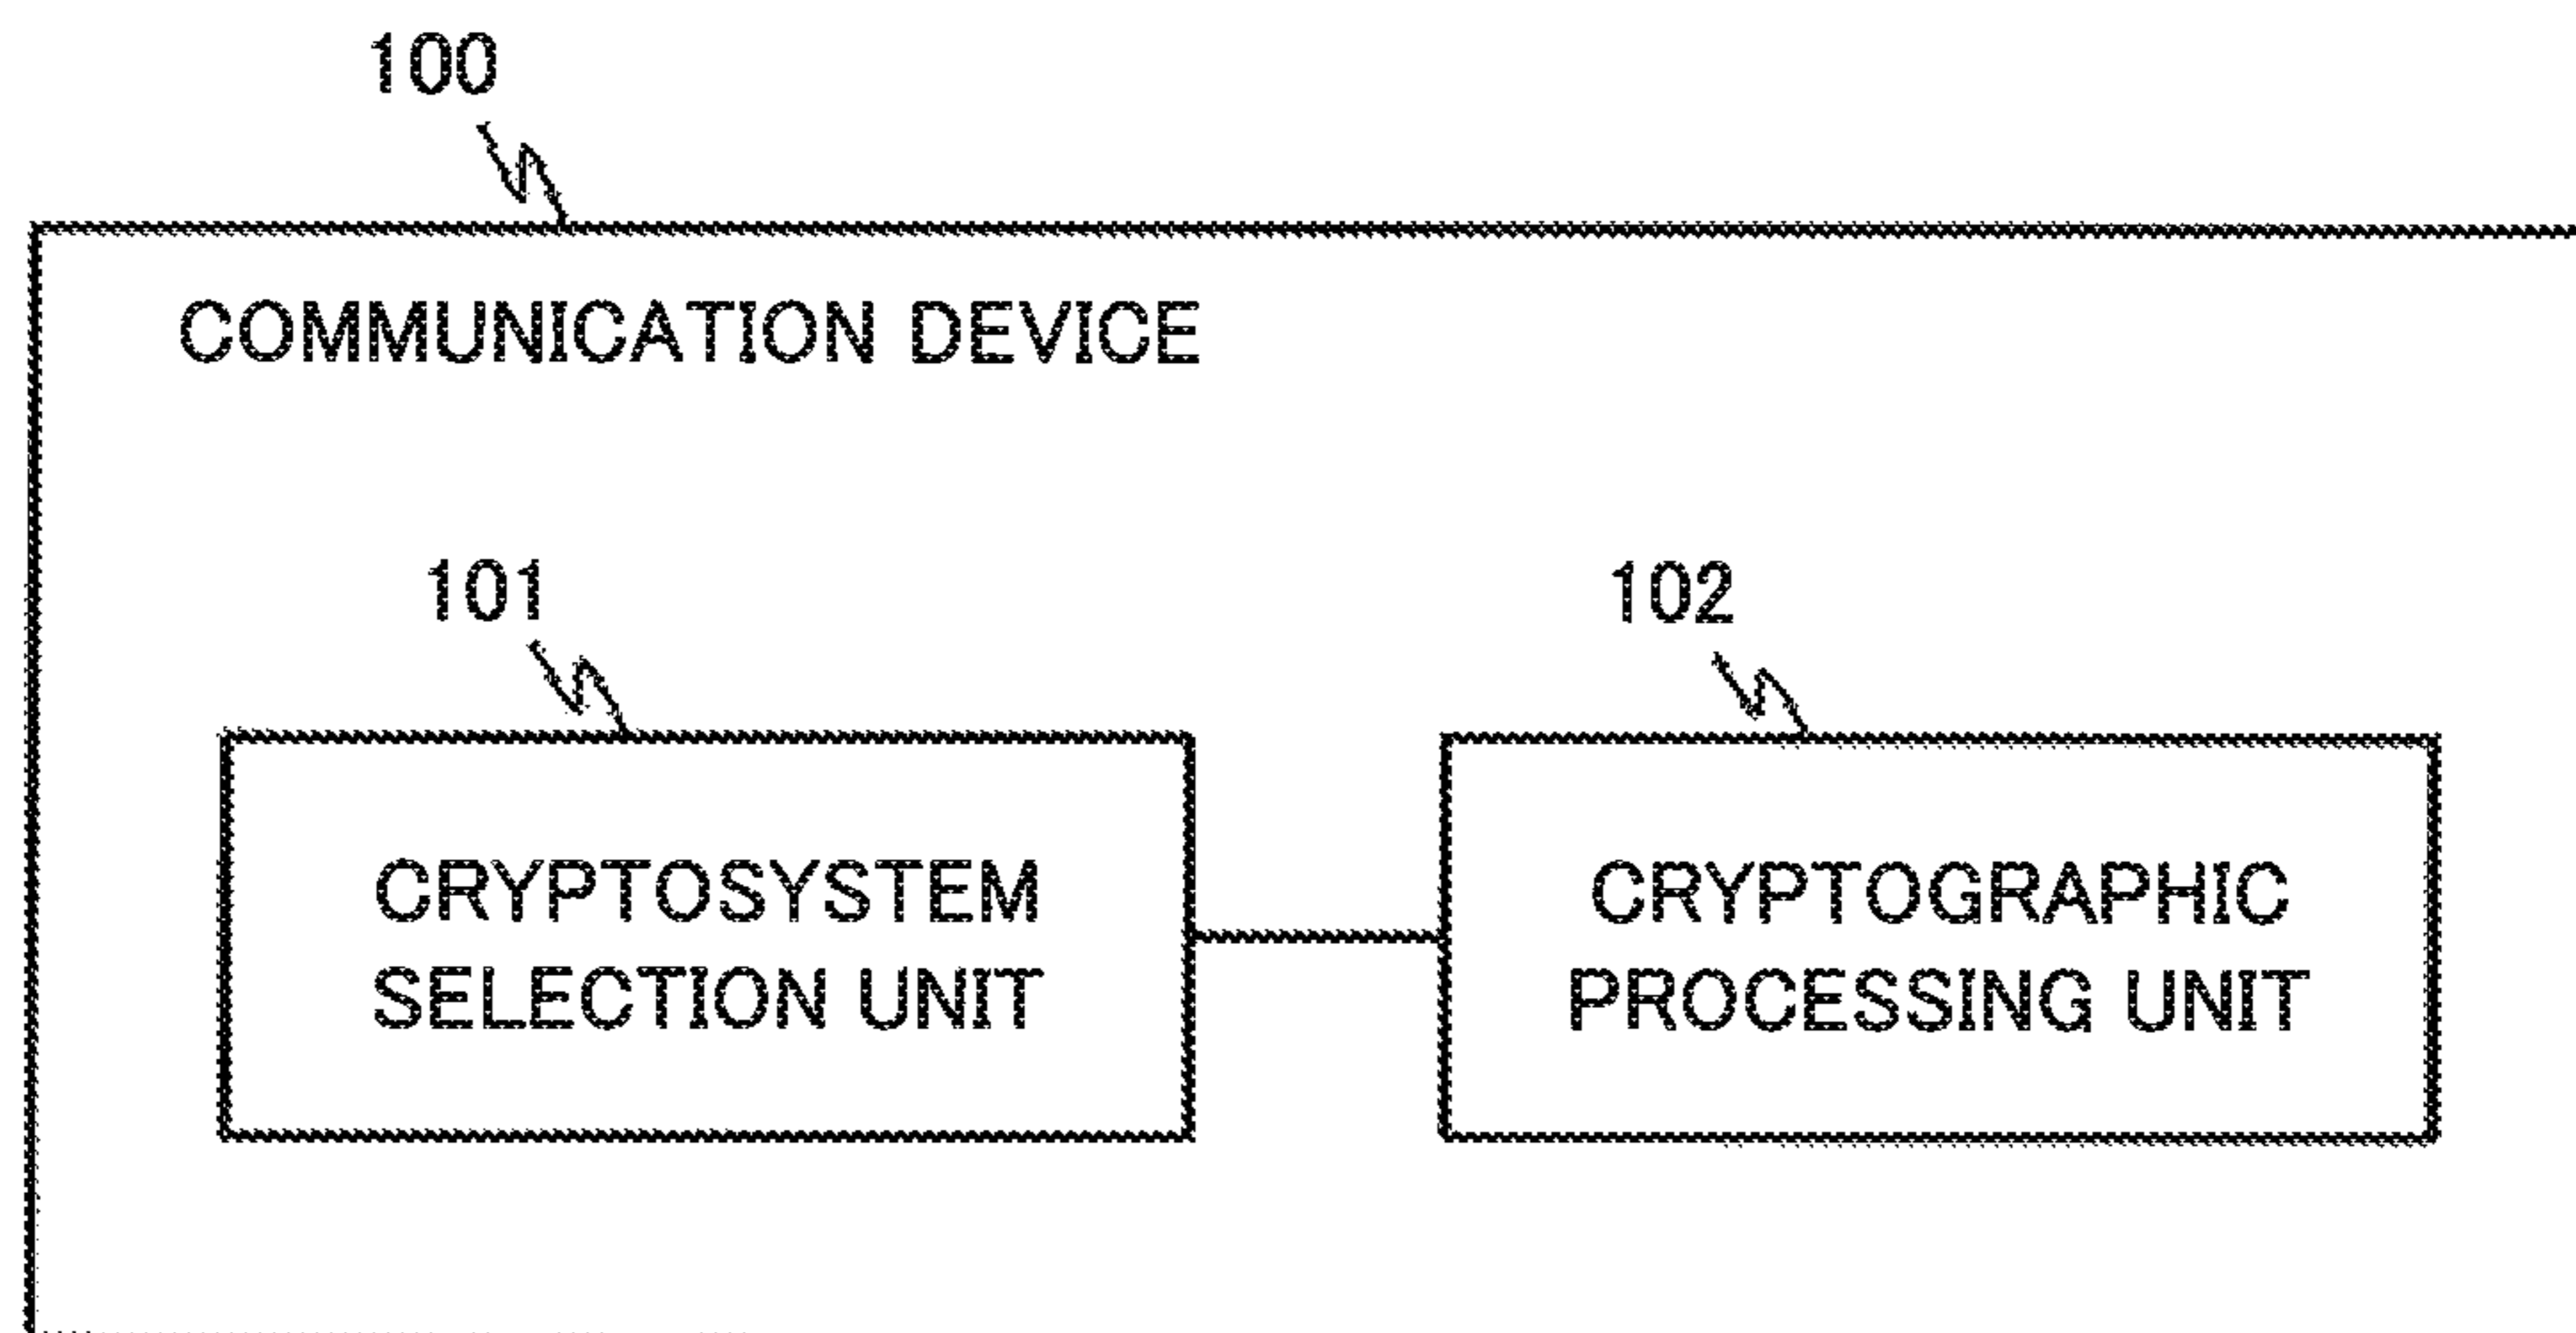 100
COMMUNICATION DEVICE
101
102
CRYPTOSYSTEM
SELECTION UNIT
CRYPTOGRAPHIC
PROCESSING UNIT